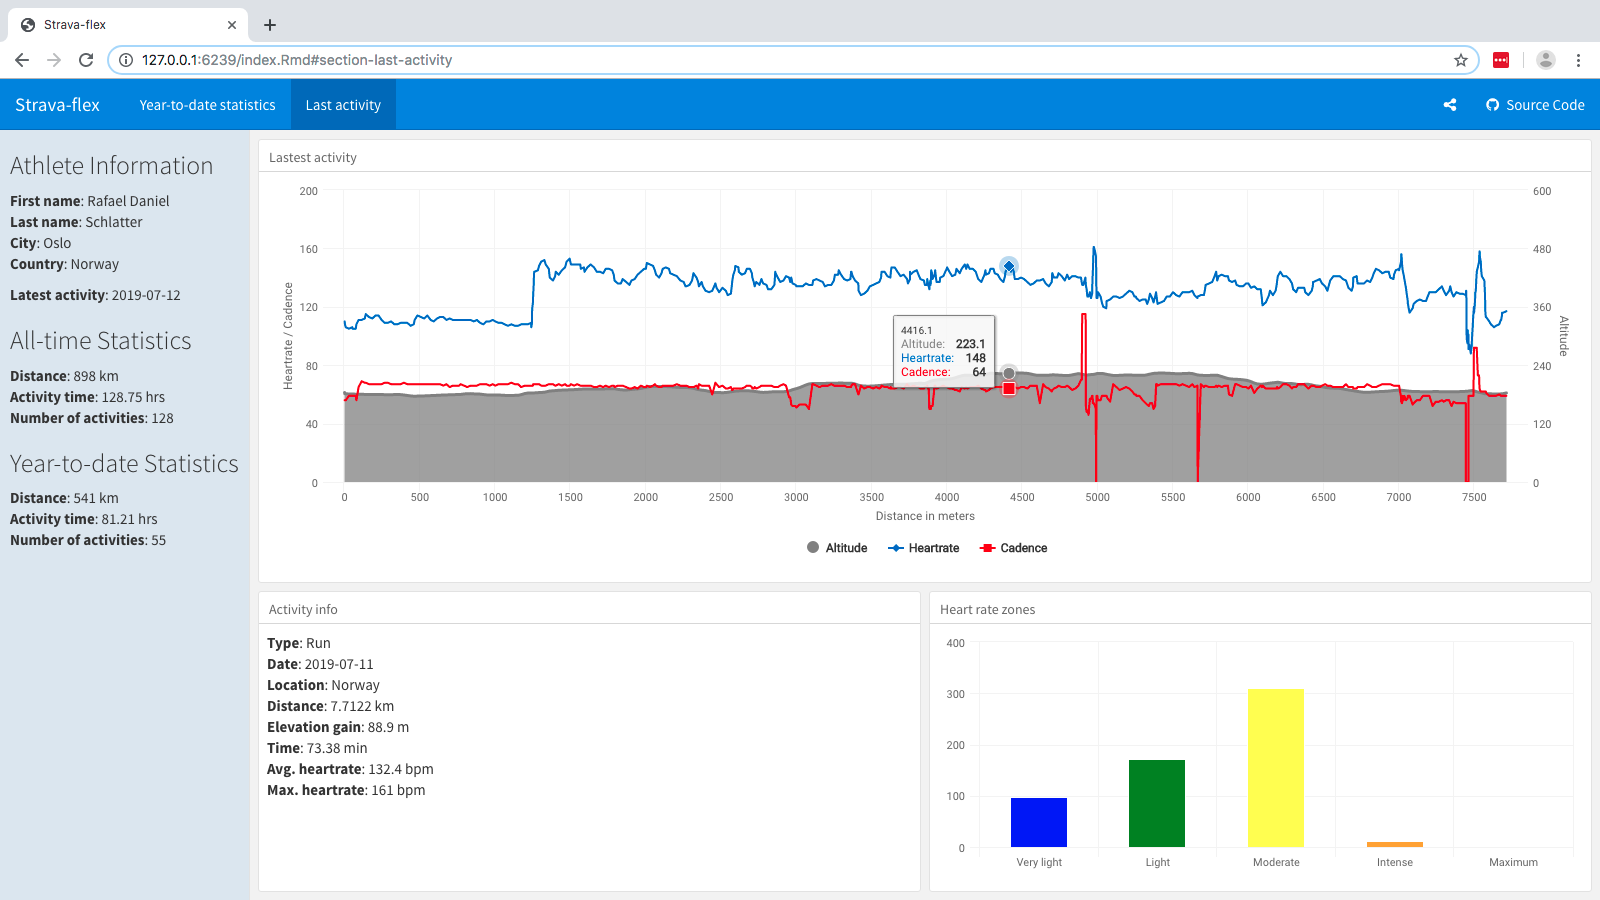 Strava-flex
127.0.0.1:6239/index.Rmd#section-last-activity
Strava-flex
Year-to-date statistics
Last activity
Source Code
Athlete Information
First name: Rafael Daniel
Last name: Schlatter
City: Oslo
Country: Norway
Latest activity: 2019-07-12
All-time Statistics
Distance: 898 km
Activity time: 128.75 hrs
Number of activities: 128
Year-to-date Statistics
Distance: 541 km
Activity time: 81.21 hrs
Number of activities: 55
Lastest activity
Heartrate / Cadence
200
160
120
80
40
0
600
480
360
240
120
0
Altitude
4416.1
Altitude: 223.1
Heartrate: 148
Cadence: 64
0 500 1000 1500 2000 2500 3000 3500 4000 4500 5000 5500 6000 6500 7000 7500
Distance in meters
Altitude Heartrate Cadence
Activity info
Type: Run
Date: 2019-07-11
Location: Norway
Distance: 7.7122 km
Elevation gain: 88.9 m
Time: 73.38 min
Avg. heartrate: 132.4 bpm
Max. heartrate: 161 bpm
Heart rate zones
400
300
200
100
0
Very light Light Moderate Intense Maximum